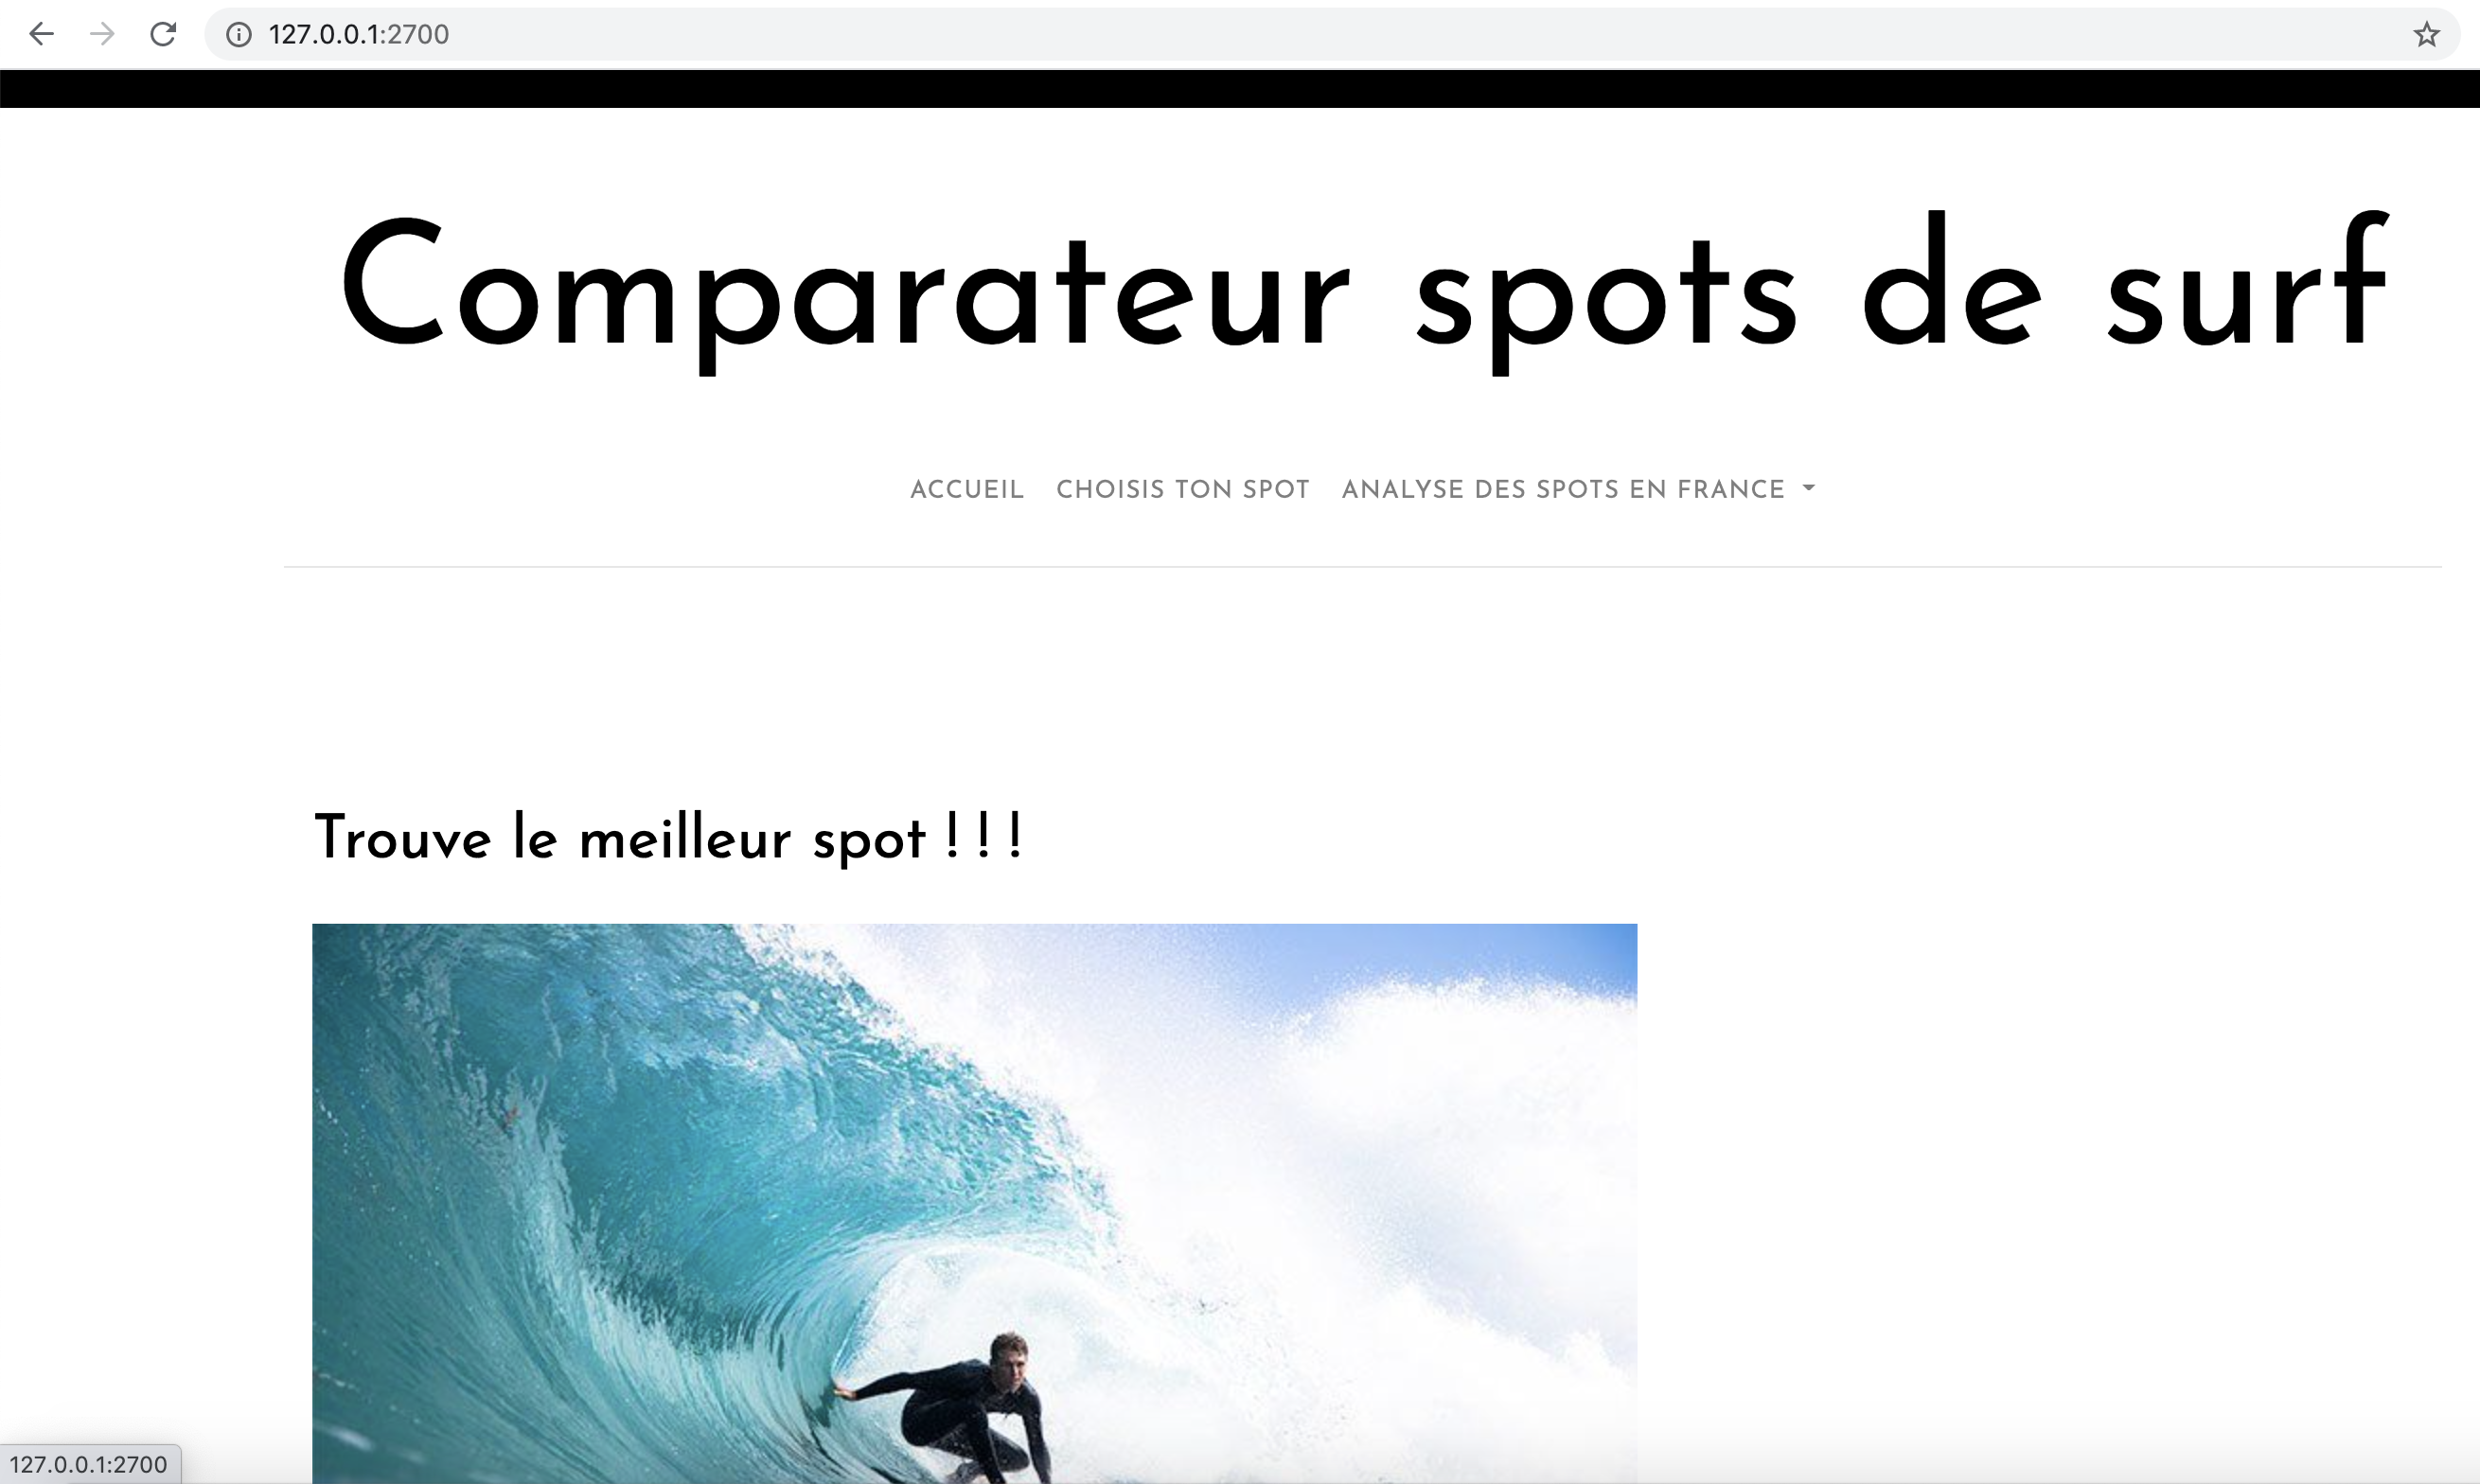 127.0.0.1:2700
Comparateur spots de surf
ACCUEIL CHOISIS TON SPOT ANALYSE DES SPOTS EN FRANCE
Trouve le meilleur spot ! ! !
127.0.0.1:2700